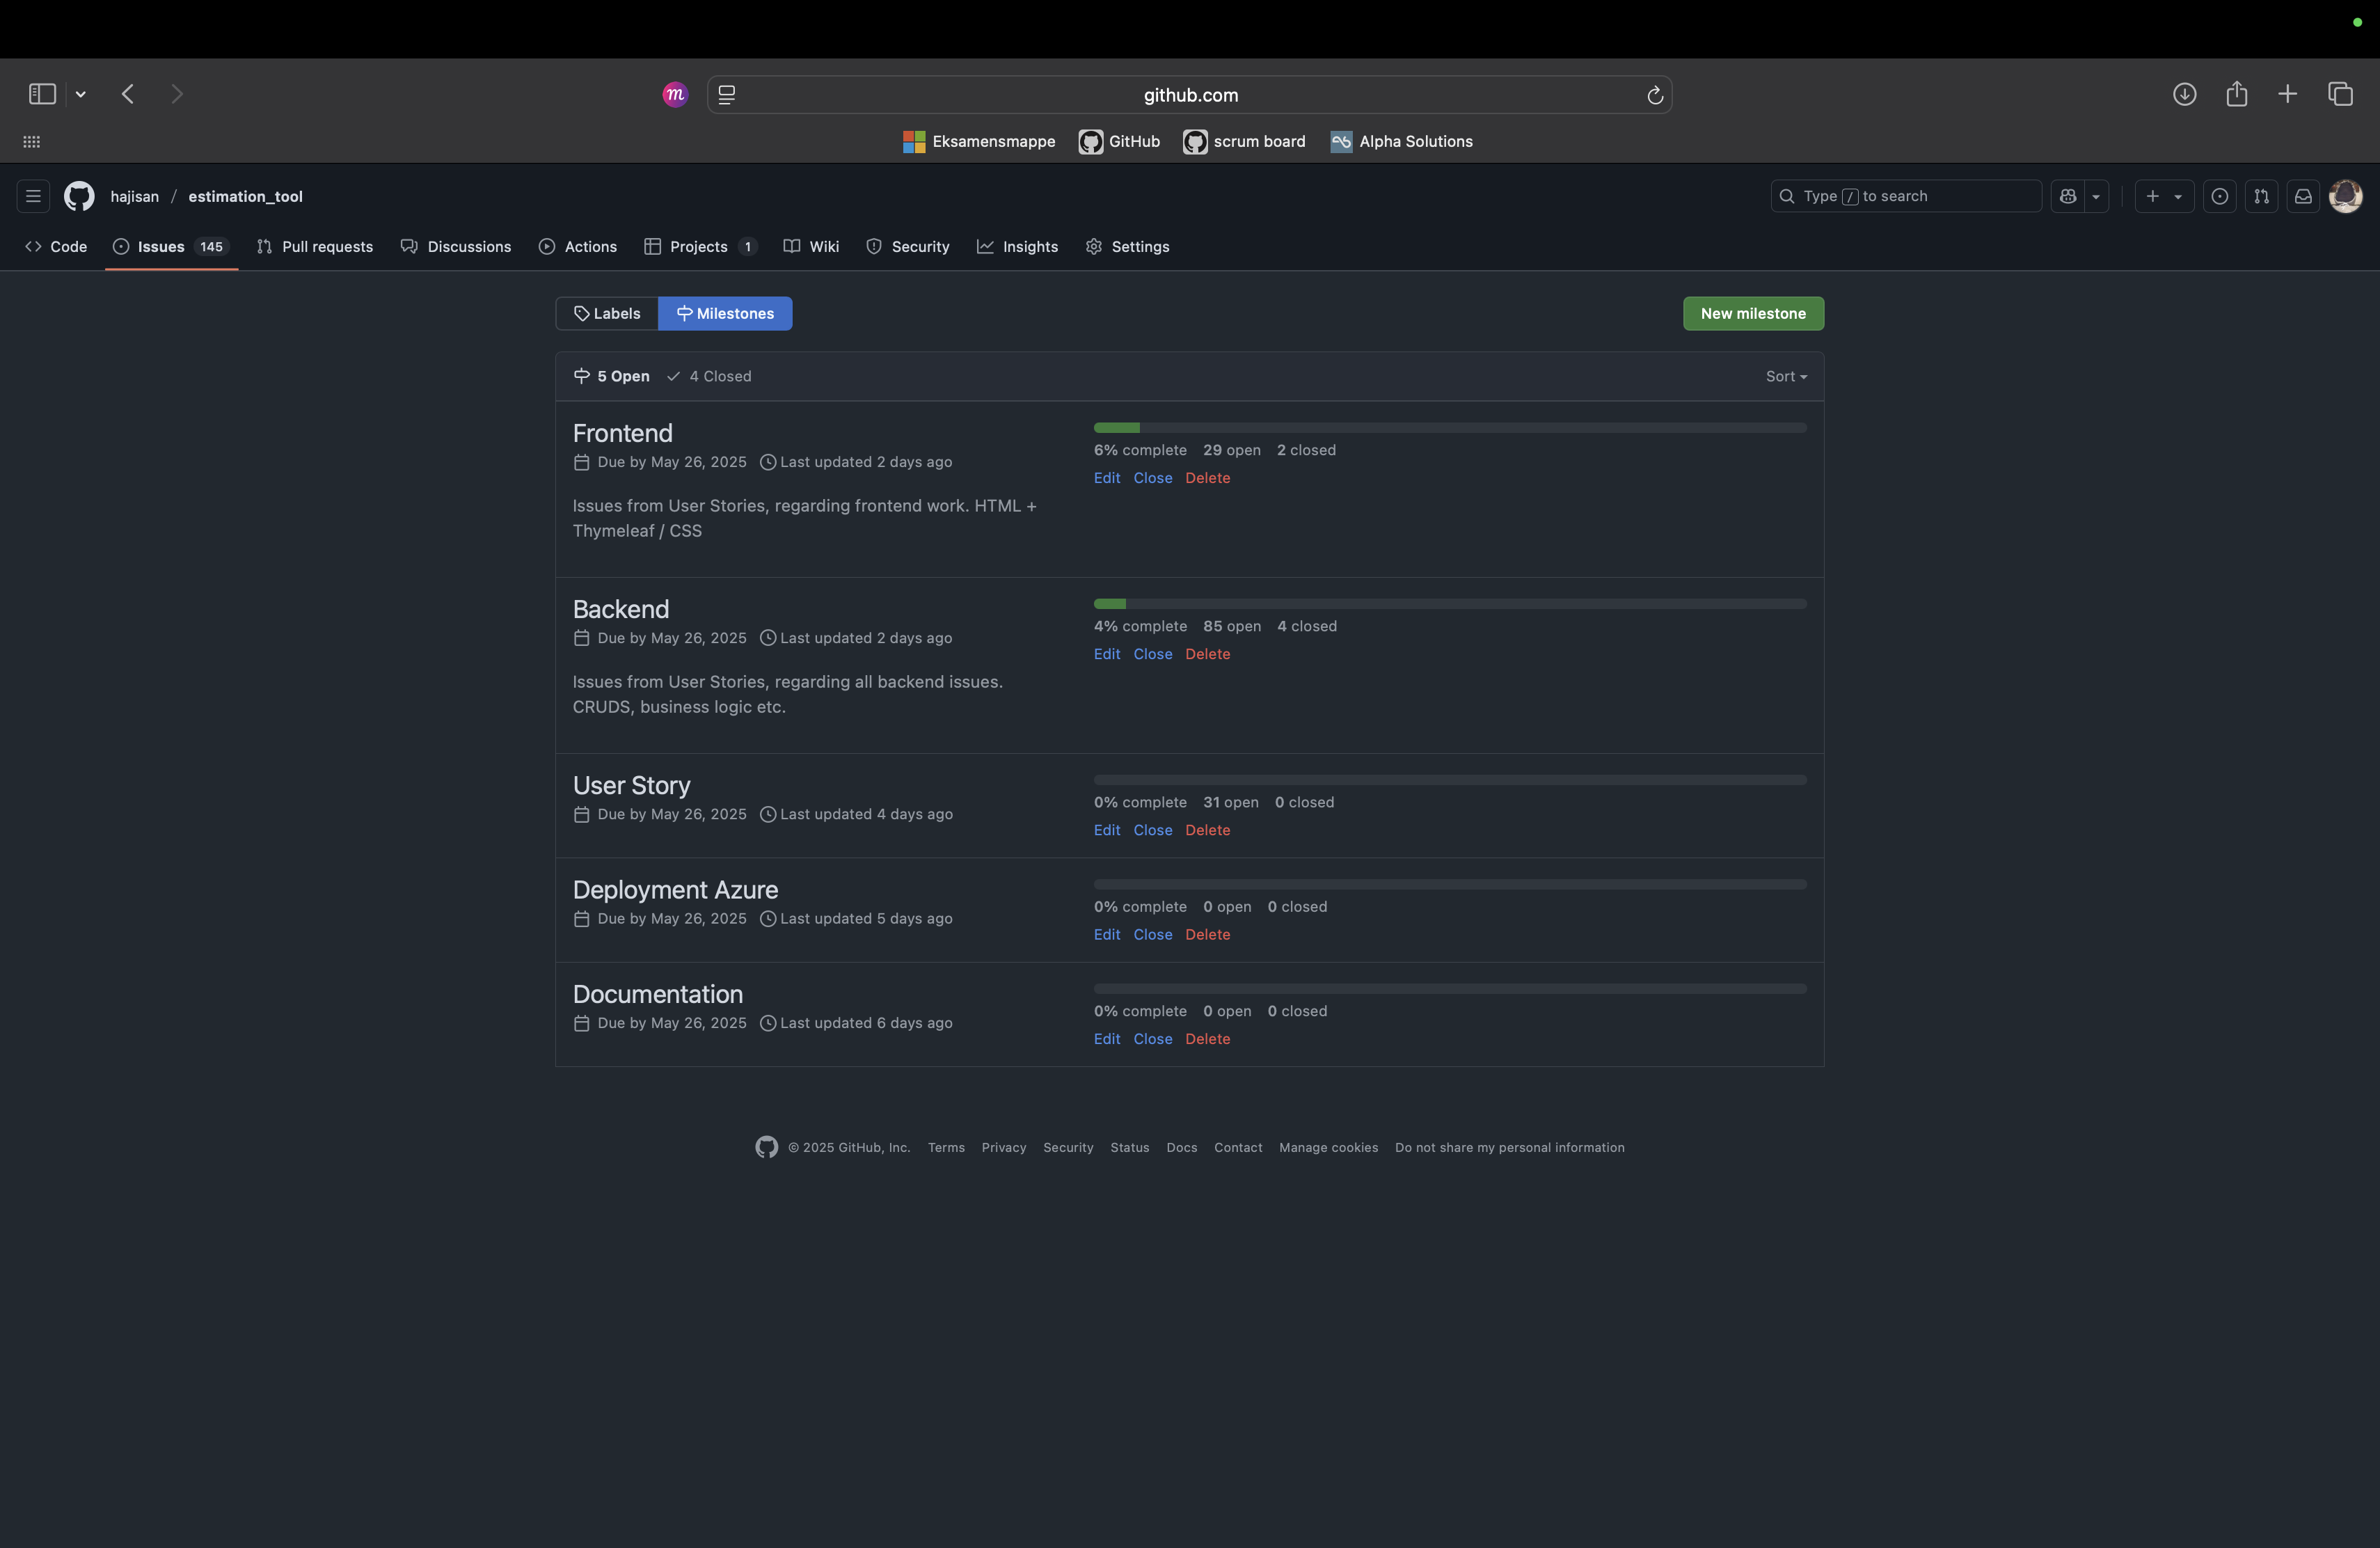 github.com
Eksamensmappe GitHub scrum board Alpha Solutions
hajisan / estimation_tool
Type / to search
Code Issues 145 Pull requests Discussions Actions Projects 1 Wiki Security Insights Settings
Labels Milestones
New milestone
5 Open 4 Closed
Sort
Frontend
Due by May 26, 2025 Last updated 2 days ago
Issues from User Stories, regarding frontend work. HTML +
Thymeleaf / CSS
6% complete 29 open 2 closed
Edit Close Delete
Backend
Due by May 26, 2025 Last updated 2 days ago
Issues from User Stories, regarding all backend issues.
CRUDS, business logic etc.
4% complete 85 open 4 closed
Edit Close Delete
User Story
Due by May 26, 2025 Last updated 4 days ago
0% complete 31 open 0 closed
Edit Close Delete
Deployment Azure
Due by May 26, 2025 Last updated 5 days ago
0% complete 0 open 0 closed
Edit Close Delete
Documentation
Due by May 26, 2025 Last updated 6 days ago
0% complete 0 open 0 closed
Edit Close Delete
© 2025 GitHub, Inc. Terms Privacy Security Status Docs Contact Manage cookies Do not share my personal information